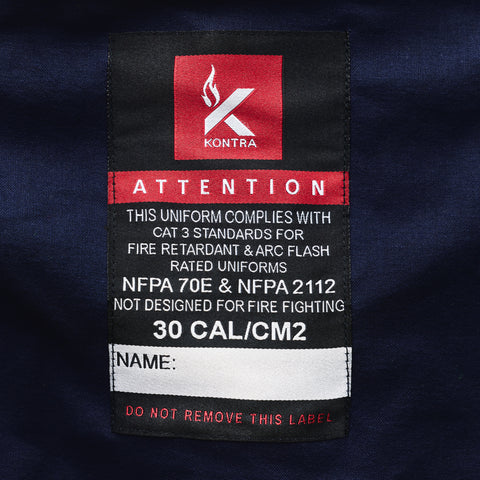 KONTRA
ATTENTION
THIS UNIFORM COMPLIES WITH
CAT 3 STANDARDS FOR
FIRE RETARDANT & ARC FLASH
RATED UNIFORMS
NFPA 70E & NFPA 2112
NOT DESIGNED FOR FIRE FIGHTING
30 CAL/CM2
NAME:
DO NOT REMOVE THIS LABEL